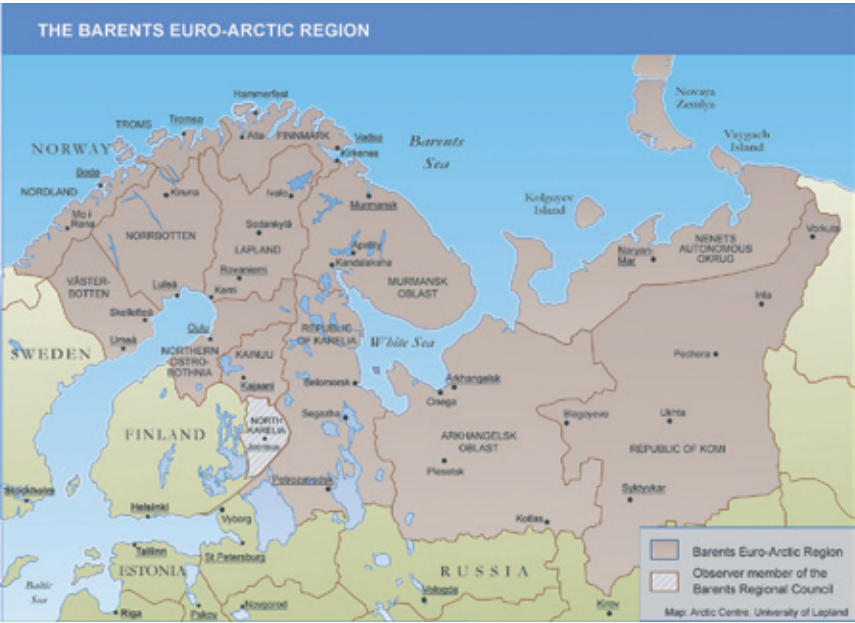 THE BARENTS EURO-ARCTIC REGION
Hammerfest
Novaya
Zemlya
TROMS
Tromsø
Alta
FINNMARK
Vadsø
Kirkenes
Barents
Sea
Vaygach
Island
NORWAY
Bodø
NORDLAND
Kiruna
Ivalo
Murmansk
Kolguyev
Island
Mo i
Rana
NORRBOTTEN
Sodankylä
LAPLAND
Apatity
Kandalaksha
Naryan-
Mar
NENETS
AUTONOMOUS
OKRUG
Vorkuta
Rovaniemi
MURMANSK
OBLAST
VÄSTER-
BOTTEN
Luleå
Kemi
Inta
Skellefteå
Oulu
REPUBLIC
OF KARELIA
White Sea
Umeå
SWEDEN
NORTHERN
OSTRO-
BOTHNIA
KAINUU
Kajaani
Belomorsk
Pechora
Arkhangelsk
Onega
NORTH
KARELIA
Joensuu
Segezha
Blagoyevo
Ukhta
FINLAND
ARKHANGELSK
OBLAST
REPUBLIC OF KOMI
Plesetsk
Petrozavodsk
Syktyvkar
Stockholm
Helsinki
Vyborg
Kotlas
Tallinn
St.Petersburg
Barents Euro-Arctic Region
ESTONIA
RUSSIA
Observer member of the
Barents Regional Council
Baltic
Sea
Vologda
Riga
Pskov
Novgorod
Kirov
Map: Arctic Centre, University of Lapland